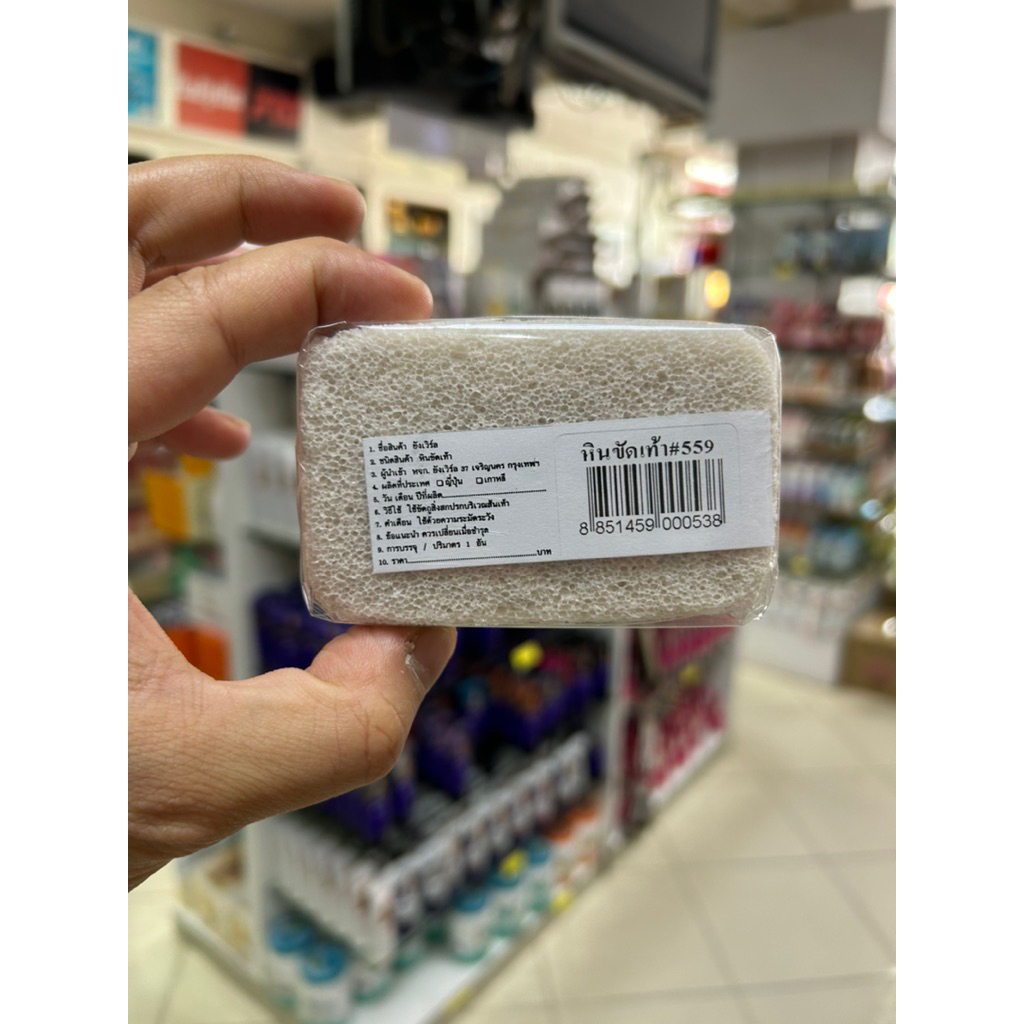 1. ชื่อสินค้า ยังเวิร์ล
2. ชนิดสินค้า หินขัดเท้า
3. ผู้นำเข้า หจก. ยังเวิร์ล 37 เจริญนคร กรุงเทพฯ
4. ผลิตที่ประเทศ ☐ญี่ปุ่น ☐เกาหลี
5. วัน เดือน ปีที่ผลิต
6. วิธีใช้ ใช้ขัดถูสิ่งสกปรกบริเวณส้นเท้า
7. คำเตือน ใช้ด้วยความระมัดระวัง
8. ข้อแนะนำ ควรเปลี่ยนเมื่อชำรุด
9. การบรรจุ / ปริมาตร 1 อัน
10. ราคา บาท
หินขัดเท้า#559
8 851459 000538